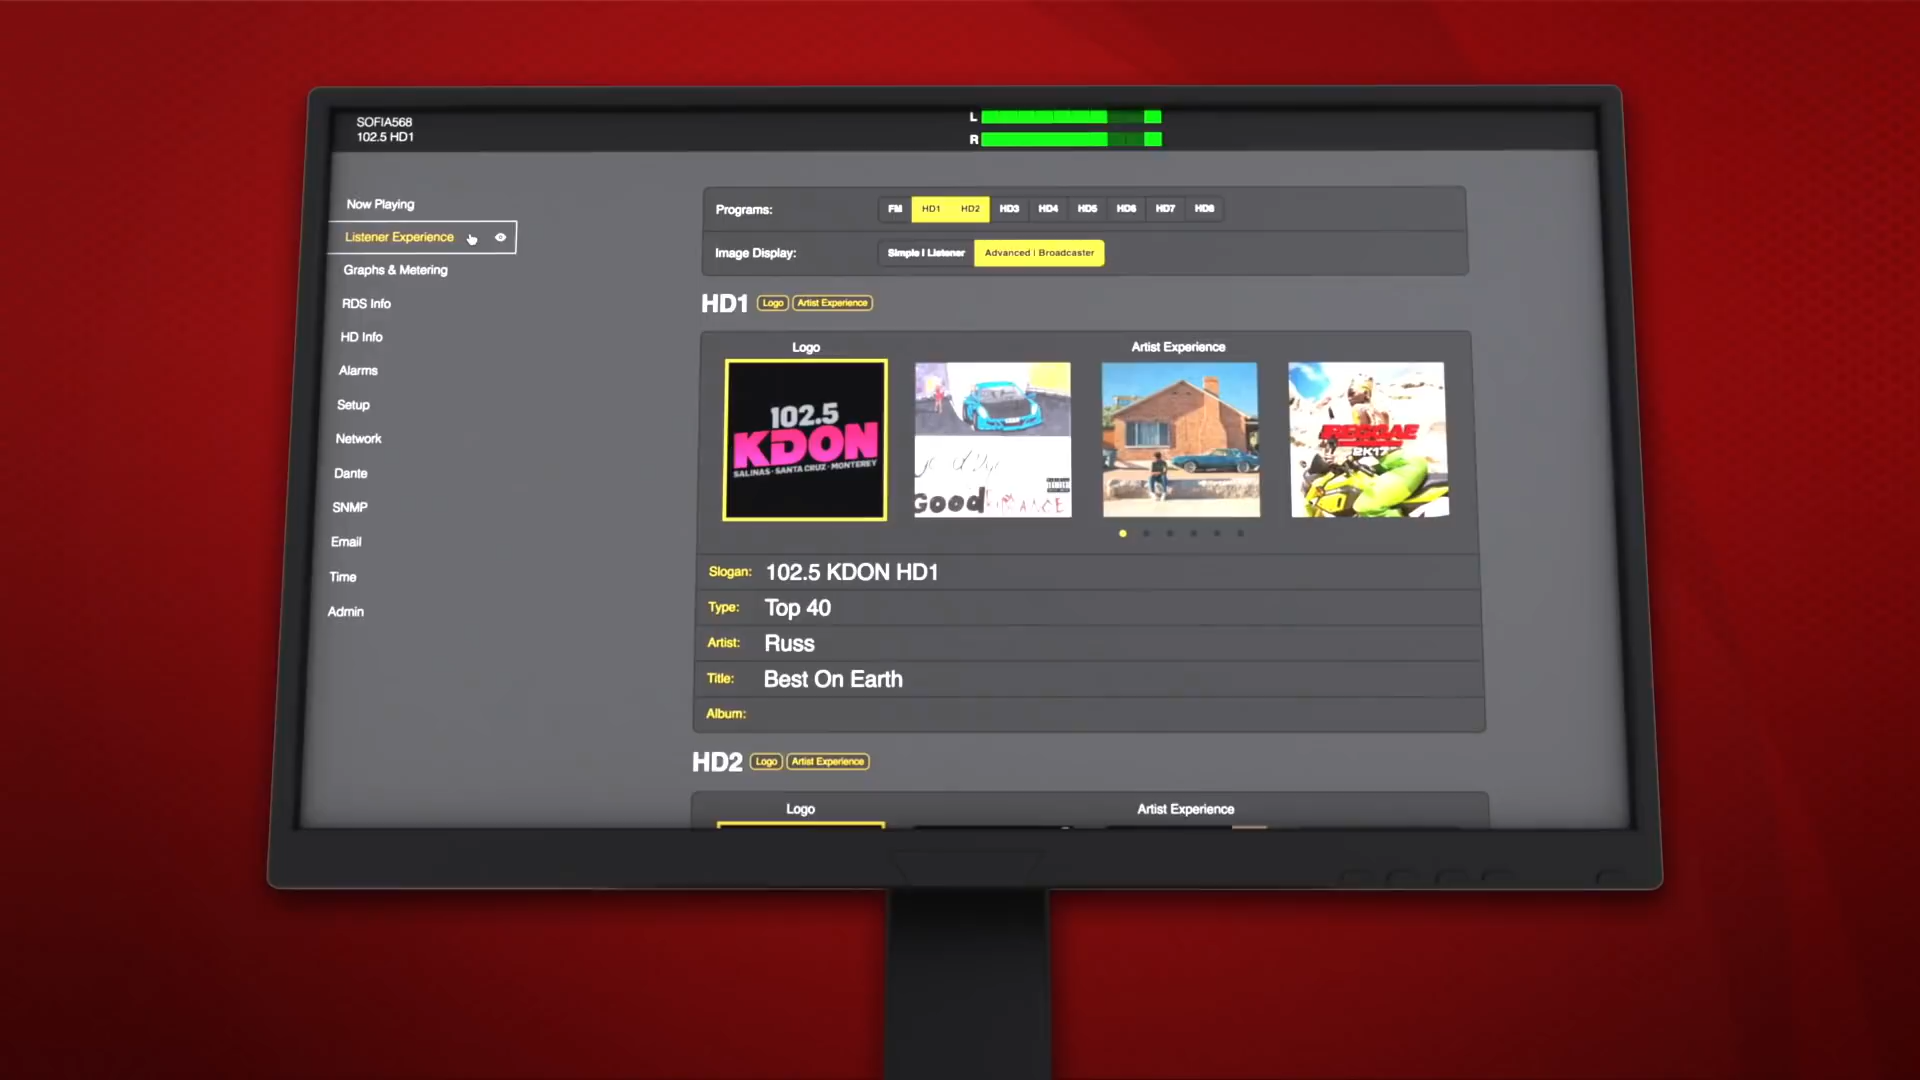 SOFIA568
102.5 HD1
L
R
Now Playing
Listener Experience
Graphs & Metering
RDS Info
HD Info
Alarms
Setup
Network
Dante
SNMP
Email
Time
Admin
Programs: FM HD1 HD2 HD3 HD4 HD5 HD6 HD7 HD8
Image Display: Simple | Listener Advanced | Broadcaster
HD1 Logo Artist Experience
Logo Artist Experience
102.5
KDON
SALINAS · SANTA CRUZ · MONTEREY
Good
REGGAE
2K17
Slogan: 102.5 KDON HD1
Type: Top 40
Artist: Russ
Title: Best On Earth
Album:
HD2 Logo Artist Experience
Logo Artist Experience